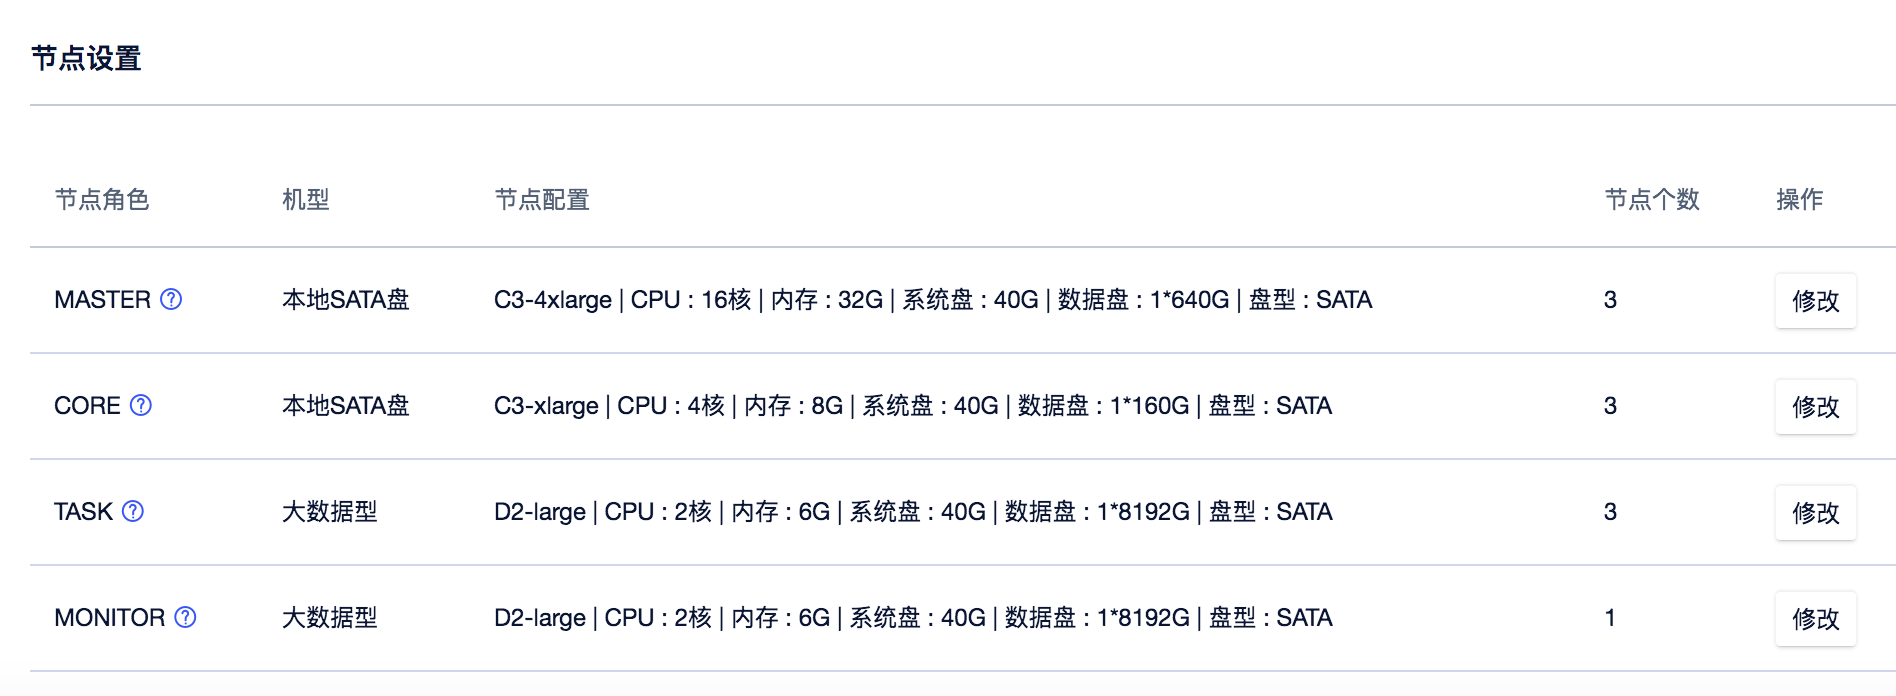 节点设置
节点角色 机型 节点配置 节点个数 操作
MASTER ? 本地SATA盘 C3-4xlarge | CPU : 16核 | 内存 : 32G | 系统盘 : 40G | 数据盘 : 1*640G | 盘型 : SATA 3 修改
CORE ? 本地SATA盘 C3-xlarge | CPU : 4核 | 内存 : 8G | 系统盘 : 40G | 数据盘 : 1*160G | 盘型 : SATA 3 修改
TASK ? 大数据型 D2-large | CPU : 2核 | 内存 : 6G | 系统盘 : 40G | 数据盘 : 1*8192G | 盘型 : SATA 3 修改
MONITOR ? 大数据型 D2-large | CPU : 2核 | 内存 : 6G | 系统盘 : 40G | 数据盘 : 1*8192G | 盘型 : SATA 1 修改